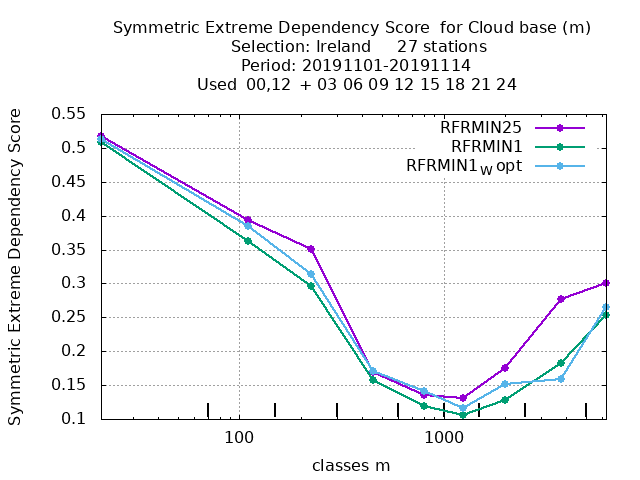 Symmetric Extreme Dependency Score  for Cloud base (m)
Selection: Ireland     27 stations
Period: 20191101-20191114
Used  00,12  + 03 06 09 12 15 18 21 24
RFRMIN25
RFRMIN1
RFRMIN1W opt
Symmetric Extreme Dependency Score
0.55
0.5
0.45
0.4
0.35
0.3
0.25
0.2
0.15
0.1
100
1000
classes m